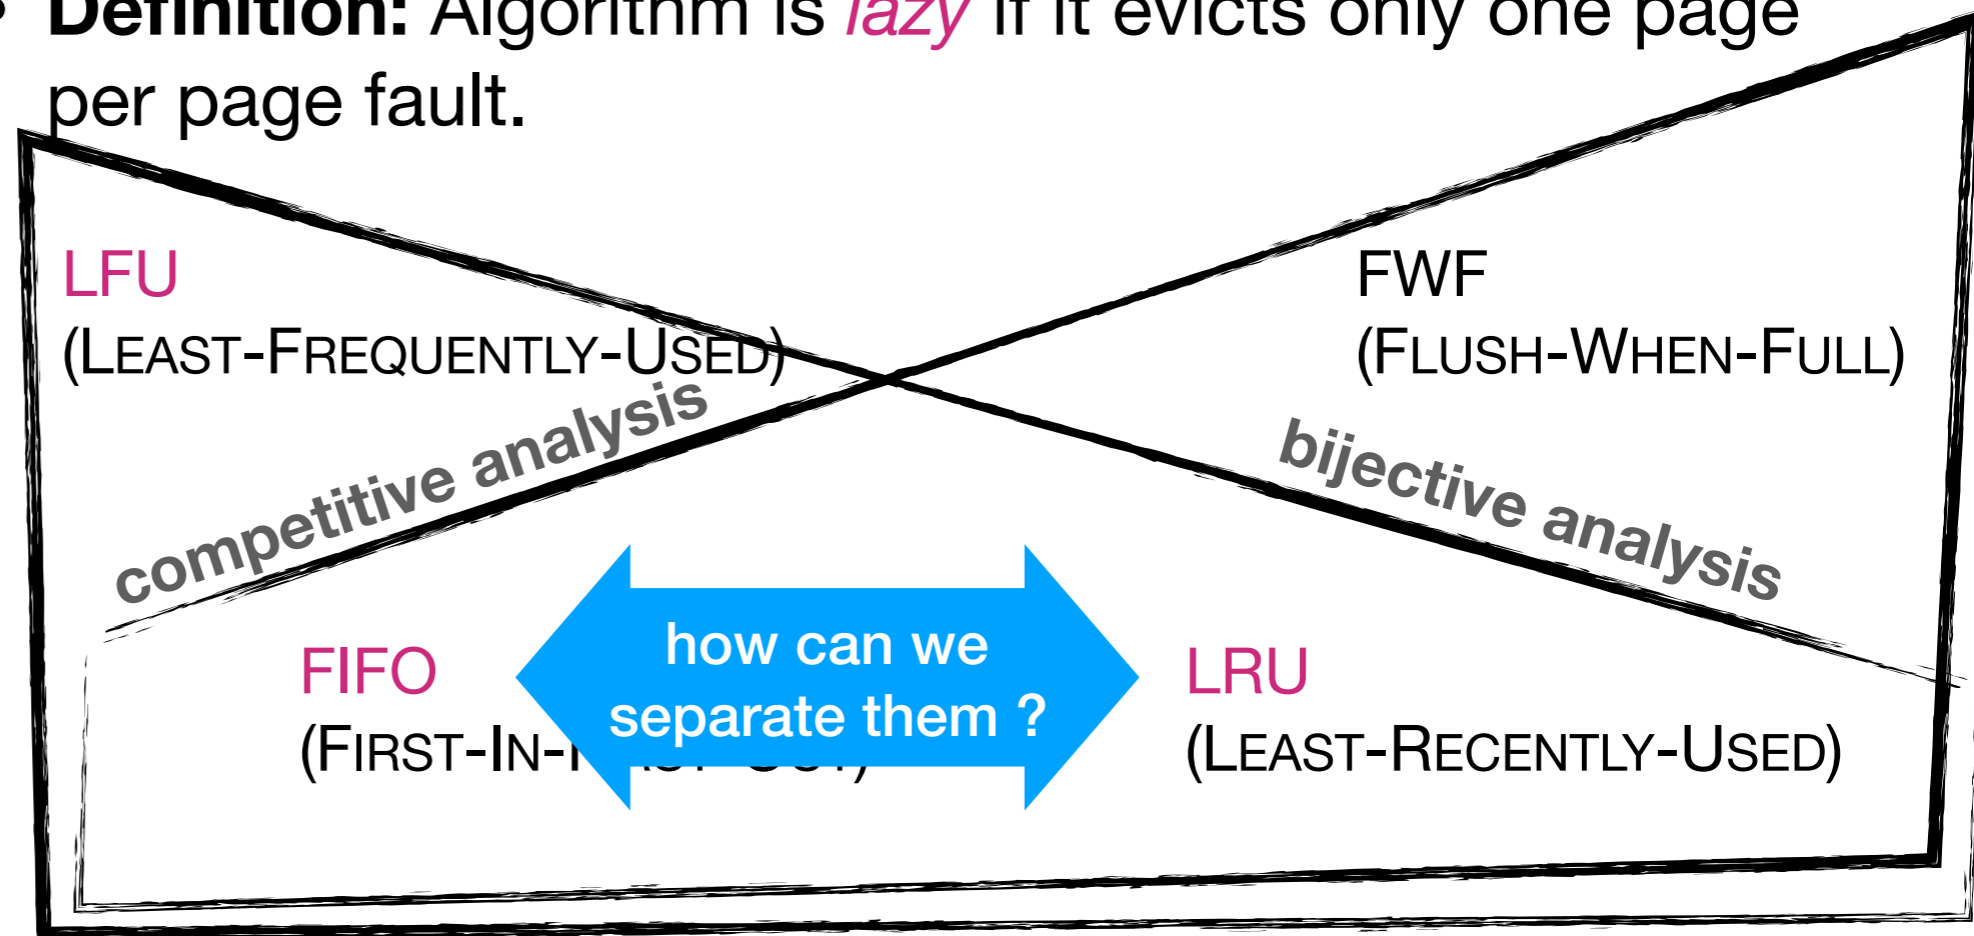 • Definition: Algorithm is lazy if it evicts only one page
per page fault.
LFU
(LEAST-FREQUENTLY-USED)
FWF
(FLUSH-WHEN-FULL)
competitive analysis
bijective analysis
FIFO
(FIRST-IN-
how can we
separate them ?
LRU
(LEAST-RECENTLY-USED)